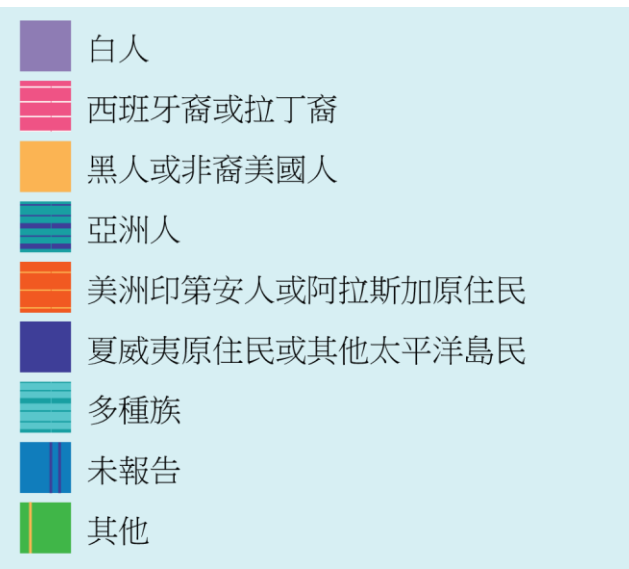 白人
西班牙裔或拉丁裔
黑人或非裔美國人
亞洲人
美洲印第安人或阿拉斯加原住民
夏威夷原住民或其他太平洋島民
多種族
未報告
其他